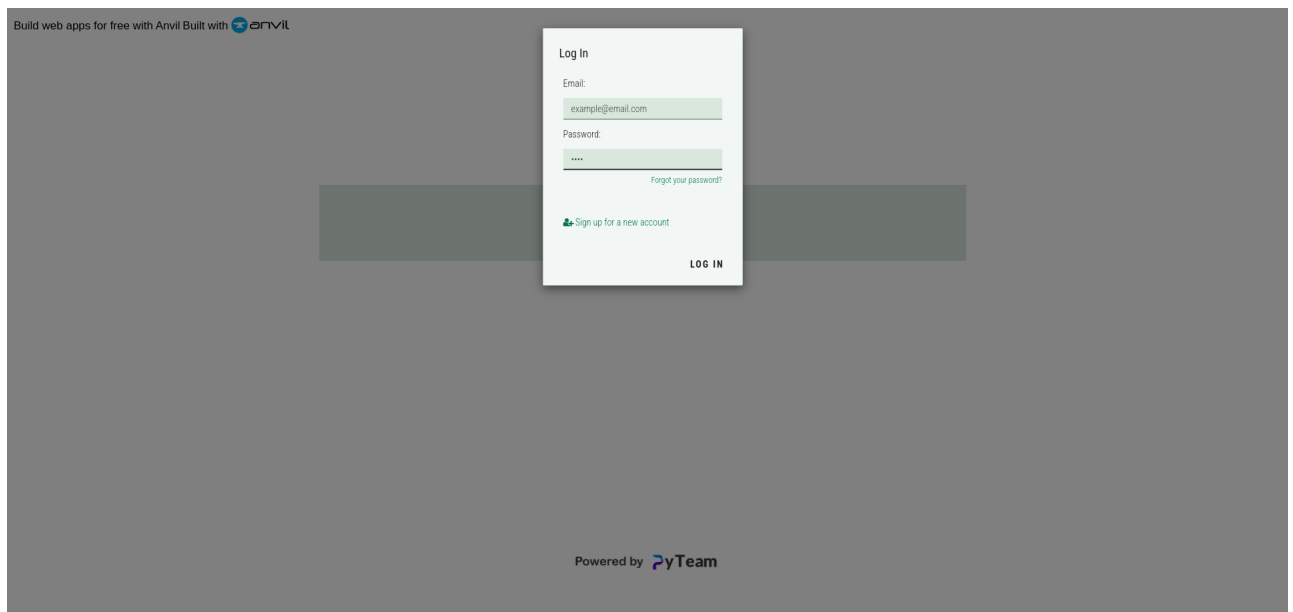 Build web apps for free with Anvil Built with anvil
Log In
Email:
example@email.com
Password:
••••
Forgot your password?
Sign up for a new account
LOG IN
Powered by PyTeam